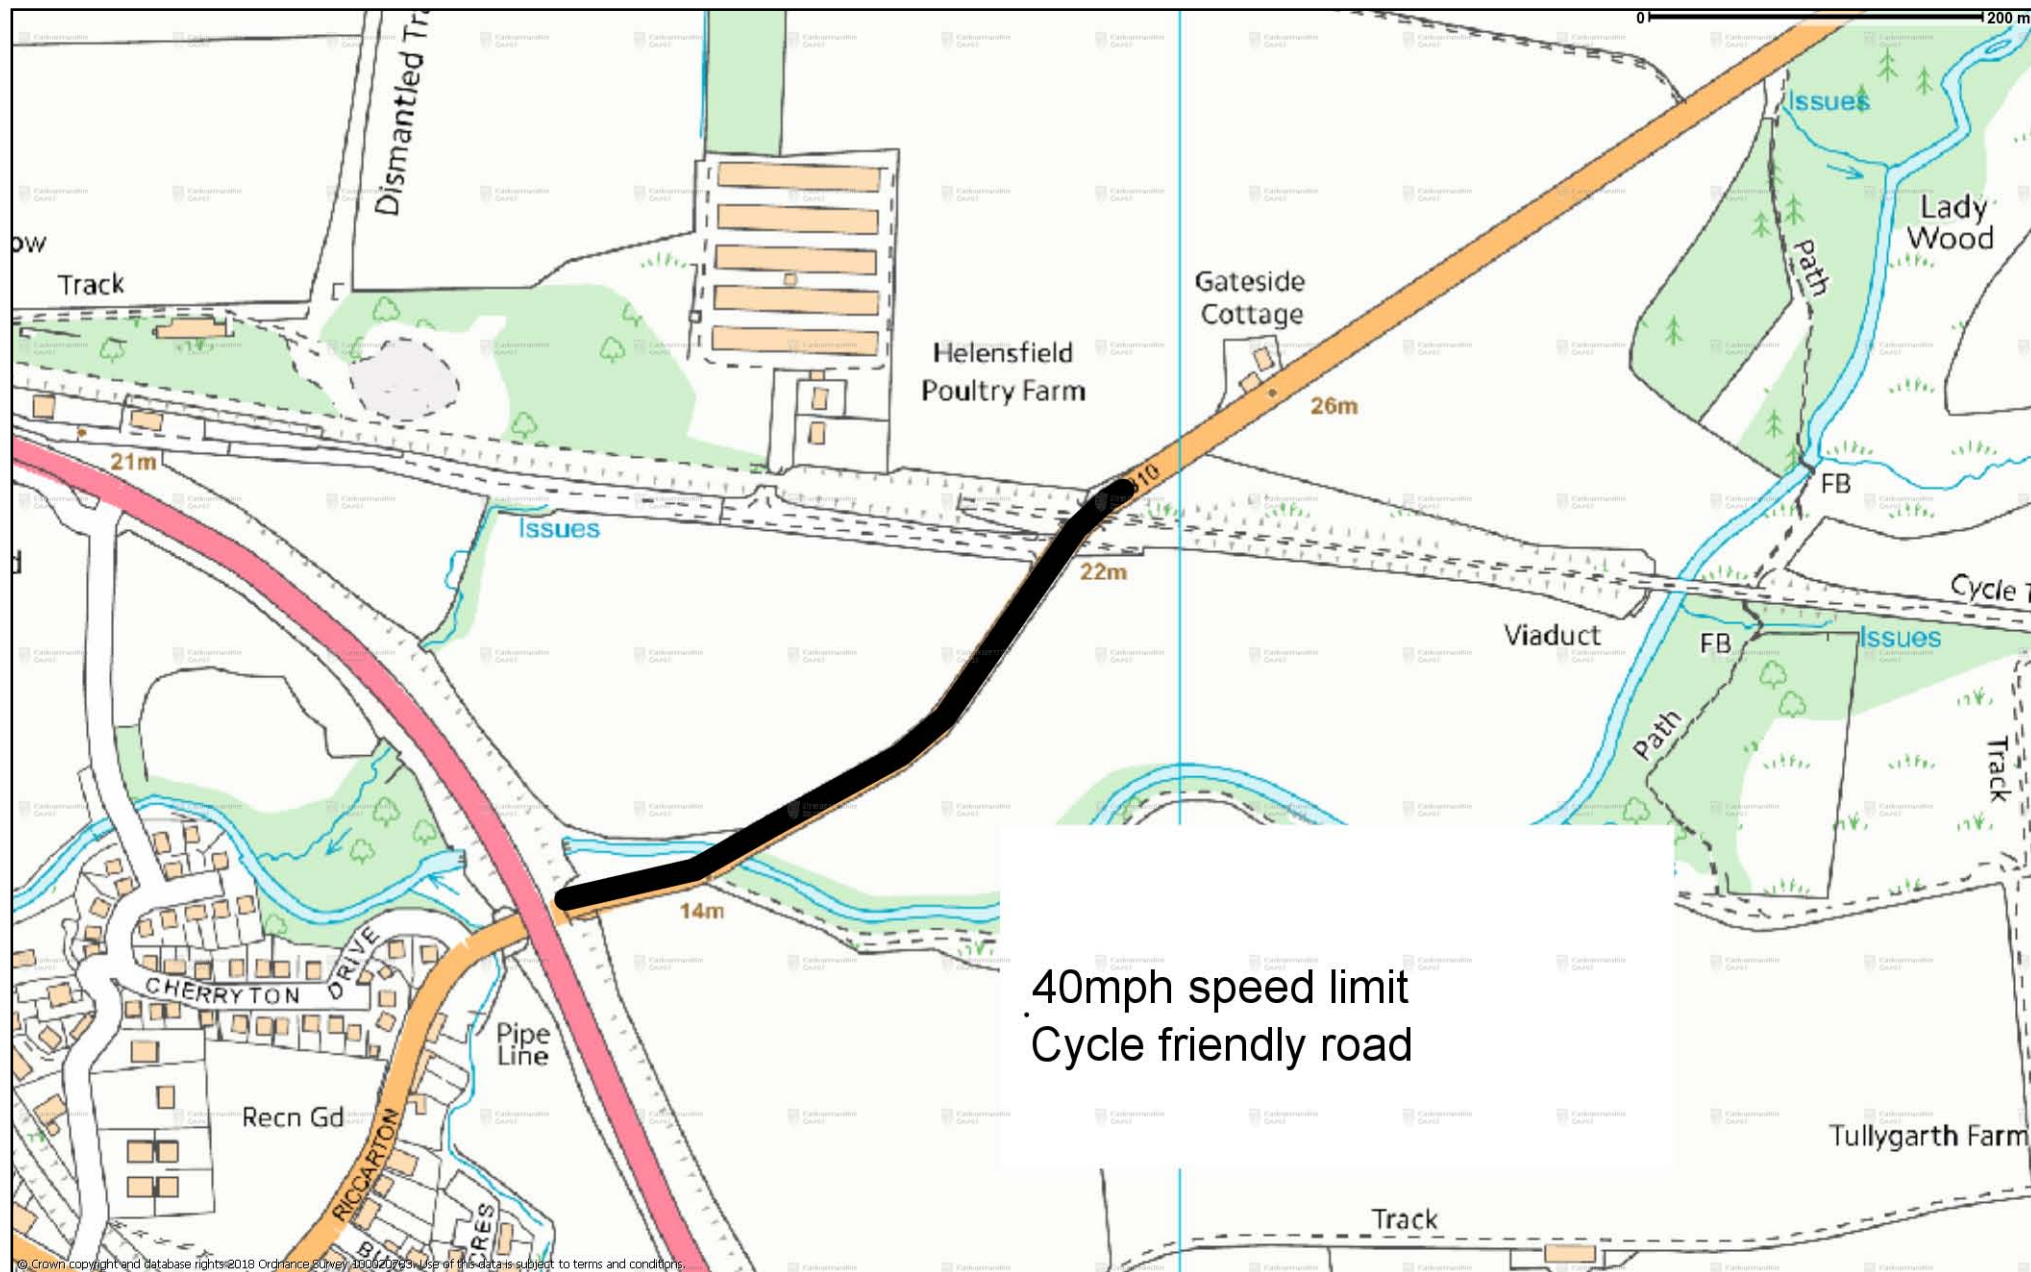 0 200 m
Dismantled Tr
Issues
ow
Track
Lady
Wood
Path
Gateside
Cottage
Helensfield
Poultry Farm
26m
21m
310
FB
Issues
22m
Cycle T
Viaduct
FB
Issues
d
Path
Track
14m
CHERRYTON DRIVE
40mph speed limit
Cycle friendly road
Pipe
Line
Recn Gd
RICCARTON
Tullygarth Farm
Track
© Crown copyright and database rights 2018 Ordnance Survey 100020783. Use of this data is subject to terms and conditions.